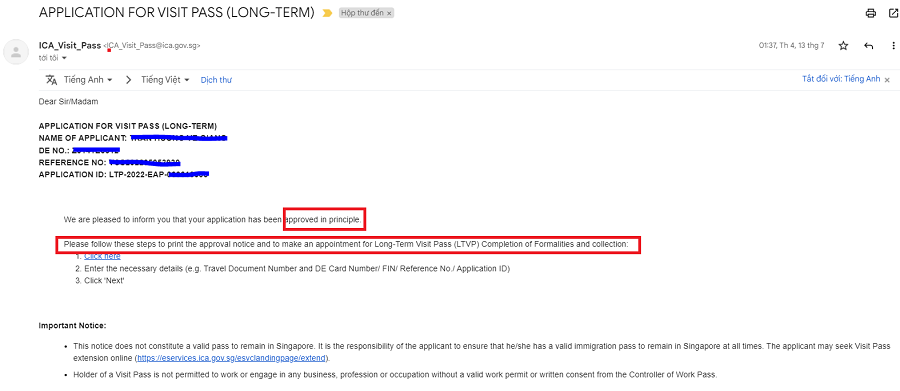 APPLICATION FOR VISIT PASS (LONG-TERM) Hộp thư đến ×
ICA_Visit_Pass <ICA_Visit_Pass@ica.gov.sg> 01:37, Th 4, 13 thg 7
tới tôi
Tiếng Anh > Tiếng Việt Dịch thư Tắt đối với: Tiếng Anh ×
Dear Sir/Madam
APPLICATION FOR VISIT PASS (LONG-TERM)
NAME OF APPLICANT:
DE NO.:
REFERENCE NO:
APPLICATION ID: LTP-2022-EAP-
We are pleased to inform you that your application has been approved in principle.
Please follow these steps to print the approval notice and to make an appointment for Long-Term Visit Pass (LTVP) Completion of Formalities and collection:
1. Click here
2. Enter the necessary details (e.g. Travel Document Number and DE Card Number/ FIN/ Reference No./ Application ID)
3. Click 'Next'
Important Notice:
• This notice does not constitute a valid pass to remain in Singapore. It is the responsibility of the applicant to ensure that he/she has a valid immigration pass to remain in Singapore at all times. The applicant may seek Visit Pass
extension online (https://eservices.ica.gov.sg/esvclandingpage/extend).
• Holder of a Visit Pass is not permitted to work or engage in any business, profession or occupation without a valid work permit or written consent from the Controller of Work Pass.